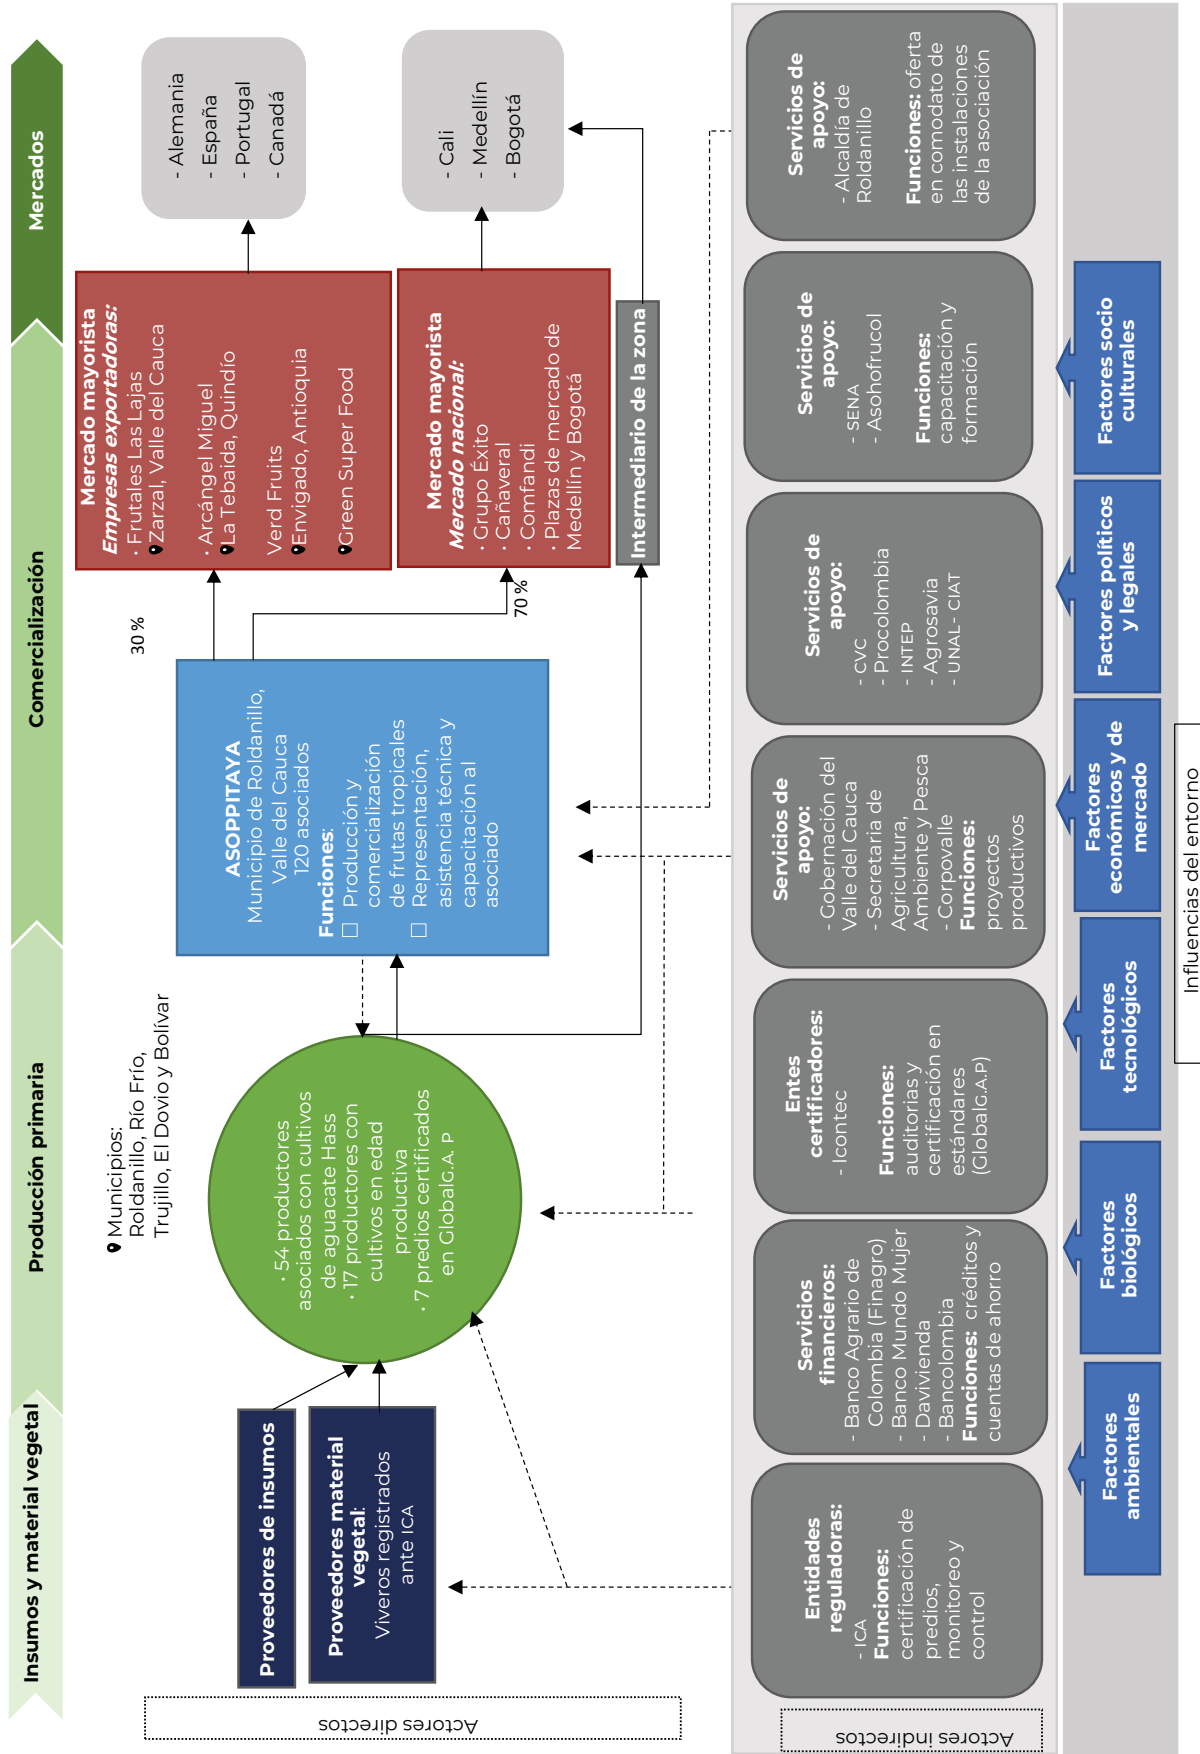 Insumos y material vegetal
Producción primaria
Comercialización
Mercados
Actores directos
Proveedores de insumos
Proveedores material
vegetal:
Viveros registrados
ante ICA
Municipios:
Roldanillo, Río Frío,
Trujillo, El Dovio y Bolívar
· 54 productores
asociados con cultivos
de aguacate Hass
· 17 productores con
cultivos en edad
productiva
· 7 predios certificados
en GlobalG.A. P
ASOPPITAYA
Municipio de Roldanillo,
Valle del Cauca
120 asociados
Funciones:
☐ Producción y
comercialización
de frutas tropicales
☐ Representación,
asistencia técnica y
capacitación al
asociado
30 %
70 %
Mercado mayorista
Empresas exportadoras:
· Frutales Las Lajas
Zarzal, Valle del Cauca
· Arcángel Miguel
La Tebaida, Quindío
Verd Fruits
Envigado, Antioquia
Green Super Food
Mercado mayorista
Mercado nacional:
· Grupo Éxito
· Cañaveral
· Comfandi
· Plazas de mercado de
Medellín y Bogotá
Intermediario de la zona
- Alemania
- España
- Portugal
- Canadá
- Cali
- Medellín
- Bogotá
Actores indirectos
Entidades
reguladoras:
- ICA
Funciones:
certificación de
predios,
monitoreo y
control
Servicios
financieros:
- Banco Agrario de
Colombia (Finagro)
- Banco Mundo Mujer
- Davivienda
- Bancolombia
Funciones: créditos y
cuentas de ahorro
Entes
certificadores:
- Icontec
Funciones:
auditorias y
certificación en
estándares
(GlobalG.A.P)
Servicios de
apoyo:
- Gobernación del
Valle del Cauca
- Secretaria de
Agricultura,
Ambiente y Pesca
- Corpovalle
Funciones:
proyectos
productivos
Servicios de
apoyo:
- CVC
- Procolombia
- INTEP
- Agrosavia
- UNAL- CIAT
Servicios de
apoyo:
- SENA
- Asohofrucol
Funciones:
capacitación y
formación
Servicios de
apoyo:
- Alcaldía de
Roldanillo
Funciones: oferta
en comodato de
las instalaciones
de la asociación
Factores
ambientales
Factores
biológicos
Factores
tecnológicos
Factores
económicos y de
mercado
Factores políticos
y legales
Factores socio
culturales
Influencias del entorno